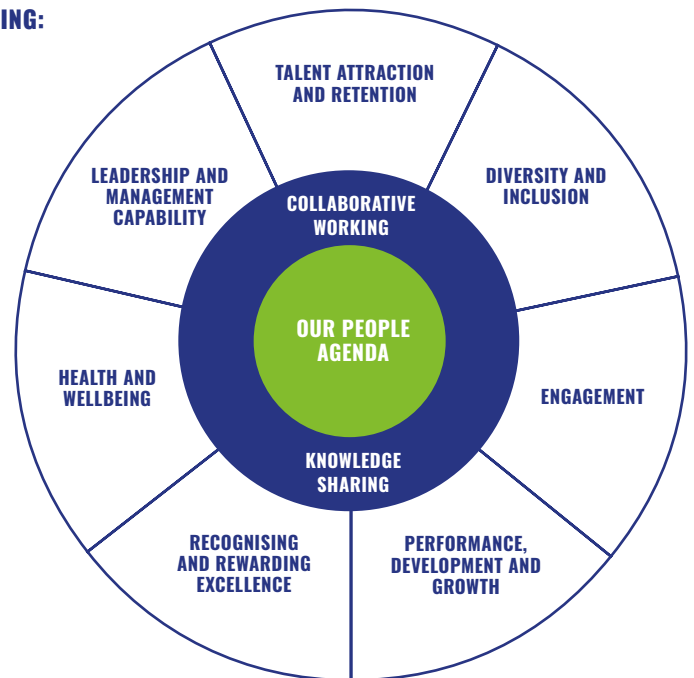 ING:
TALENT ATTRACTION
AND RETENTION
LEADERSHIP AND
MANAGEMENT
CAPABILITY
DIVERSITY AND
INCLUSION
COLLABORATIVE
WORKING
OUR PEOPLE
AGENDA
HEALTH AND
WELLBEING
ENGAGEMENT
KNOWLEDGE
SHARING
RECOGNISING
AND REWARDING
EXCELLENCE
PERFORMANCE,
DEVELOPMENT AND
GROWTH